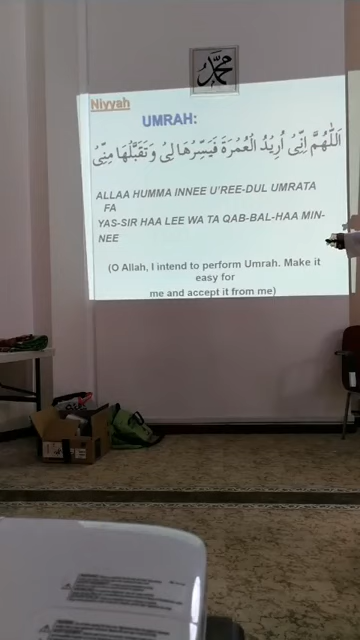 محمد
Niyyah
UMRAH:
اَللّٰهُمَّ اِنِّىْ اُرِيْدُ الْعُمْرَةَ فَيَسِّرْهَا لِىْ وَ تَقَبَّلْهَا مِنِّىْ
ALLAA HUMMA INNEE U'REE-DUL UMRATA
FA
YAS-SIR HAA LEE WA TA QAB-BAL-HAA MIN-
NEE
(O Allah, I intend to perform Umrah. Make it
easy for
me and accept it from me)